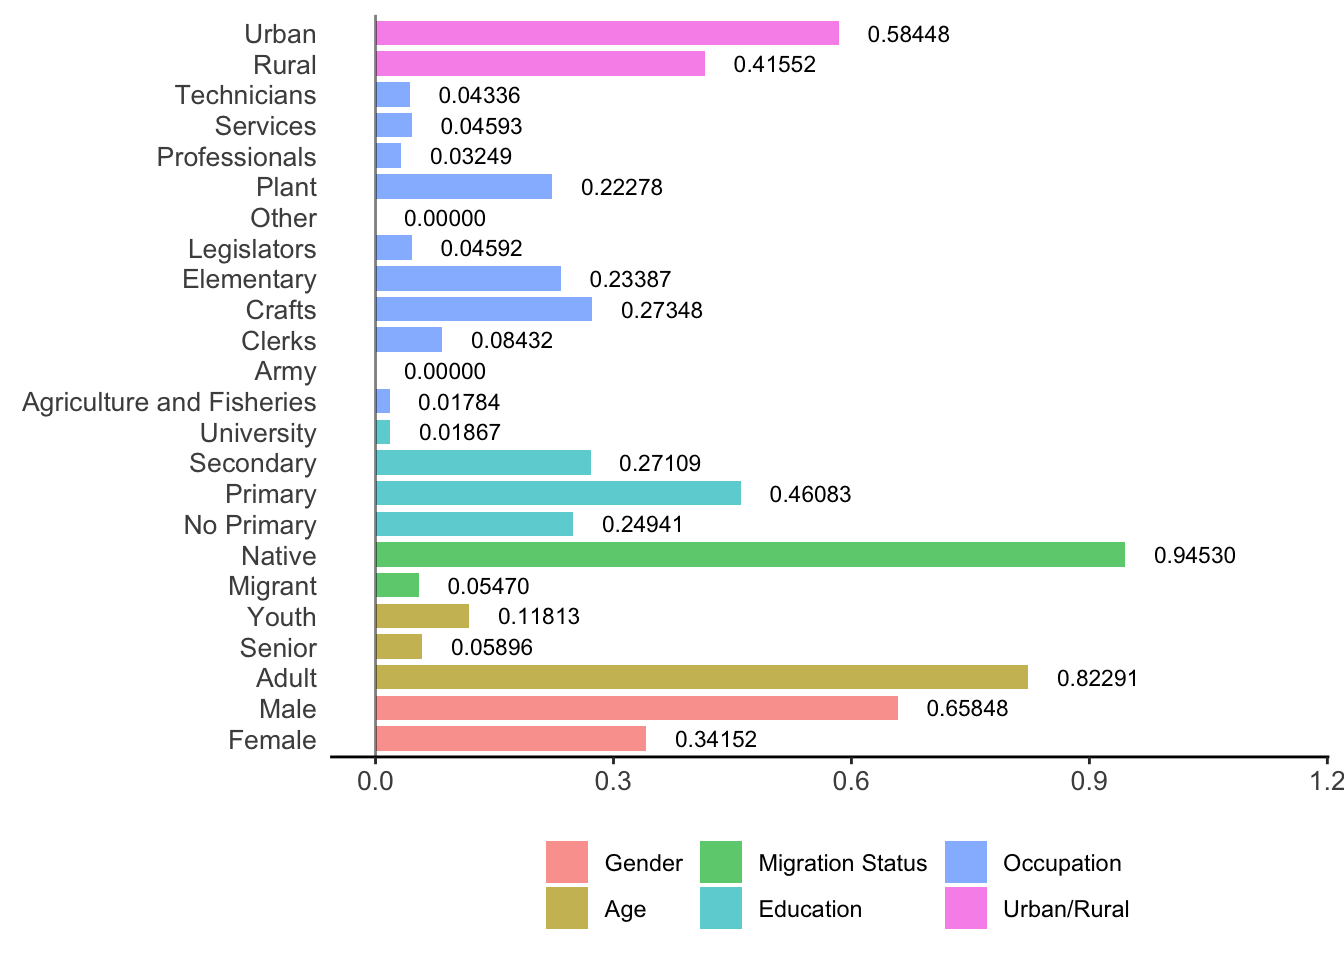 Urban 0.58448
Rural 0.41552
Technicians 0.04336
Services 0.04593
Professionals 0.03249
Plant 0.22278
Other 0.00000
Legislators 0.04592
Elementary 0.23387
Crafts 0.27348
Clerks 0.08432
Army 0.00000
Agriculture and Fisheries 0.01784
University 0.01867
Secondary 0.27109
Primary 0.46083
No Primary 0.24941
Native 0.94530
Migrant 0.05470
Youth 0.11813
Senior 0.05896
Adult 0.82291
Male 0.65848
Female 0.34152
0.0 0.3 0.6 0.9 1.2
Gender Migration Status Occupation
Age Education Urban/Rural